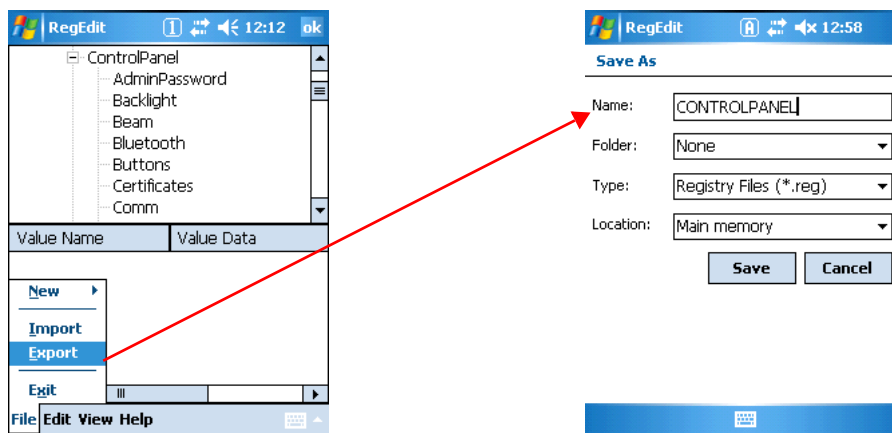 RegEdit 1 12:12 ok
ControlPanel
AdminPassword
Backlight
Beam
Bluetooth
Buttons
Certificates
Comm
Value Name Value Data
New
Import
Export
Exit
File Edit View Help
RegEdit A 12:58
Save As
Name: CONTROLPANEL
Folder: None
Type: Registry Files (*.reg)
Location: Main memory
Save Cancel